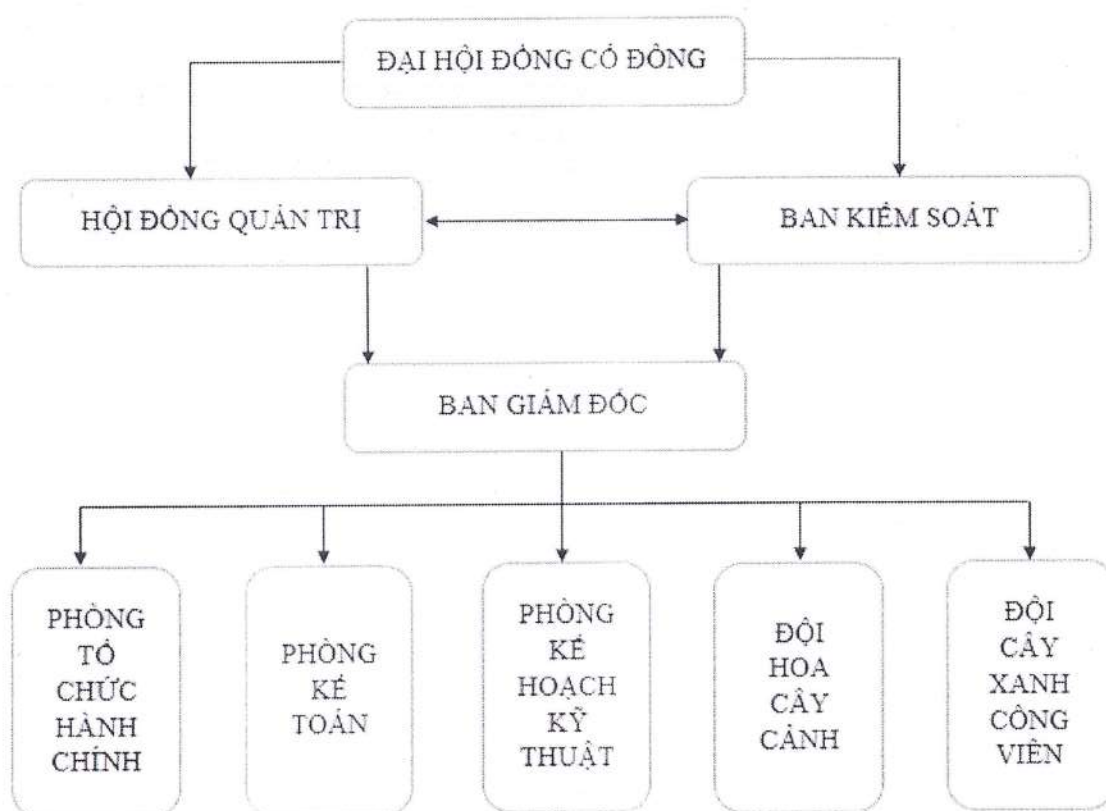 ĐẠI HỘI ĐỒNG CỔ ĐÔNG
HỘI ĐỒNG QUẢN TRỊ
BAN KIỂM SOÁT
BAN GIÁM ĐỐC
PHÒNG
TỔ
CHỨC
HÀNH
CHÍNH
PHÒNG
KẾ
TOÁN
PHÒNG
KẾ
HOẠCH
KỸ
THUẬT
ĐỘI
HOA
CÂY
CẢNH
ĐỘI
CÂY
XANH
CÔNG
VIÊN